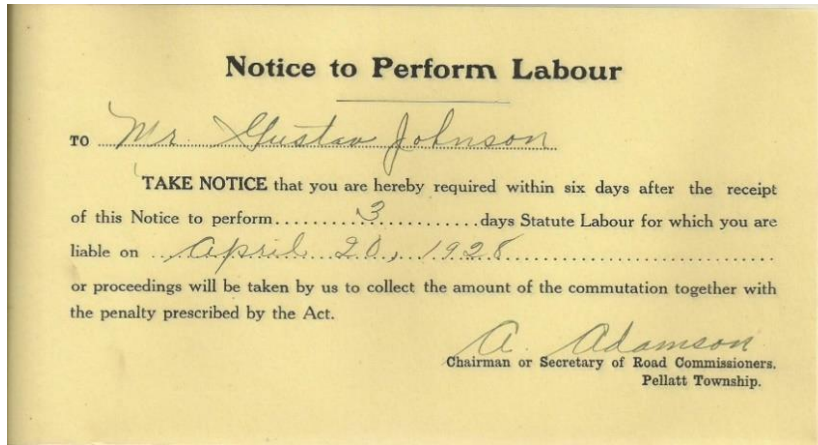 Notice to Perform Labour
TO Mr. Gustav Johnson
TAKE NOTICE that you are hereby required within six days after the receipt
of this Notice to perform..........3...........days Statute Labour for which you are
liable on ...April 20, 1928...
or proceedings will be taken by us to collect the amount of the commutation together with
the penalty prescribed by the Act.
A. Adamson
Chairman or Secretary of Road Commissioners.
Pellatt Township.